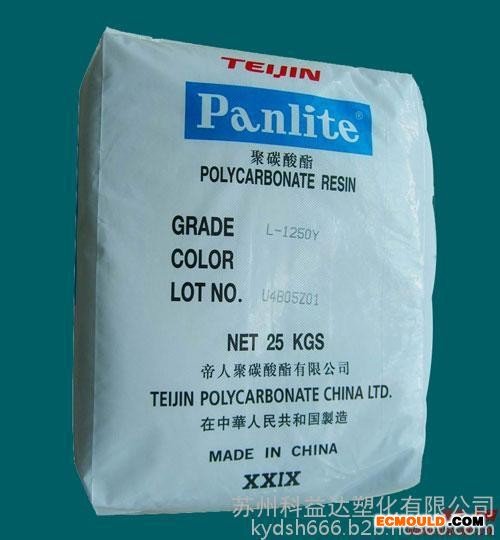 TEIJIN
Panlite®
聚碳酸酯
POLYCARBONATE RESIN
GRADE L-1250Y
COLOR
LOT NO. U4B05Z01
NET 25 KGS
帝人聚碳酸酯有限公司
TEIJIN POLYCARBONATE CHINA LTD.
在中華人民共和国製造
MADE IN CHINA
XXIX
苏州科益达塑化有限公司
kydsh666.b2b.hc360.com
ECMOULD.COM